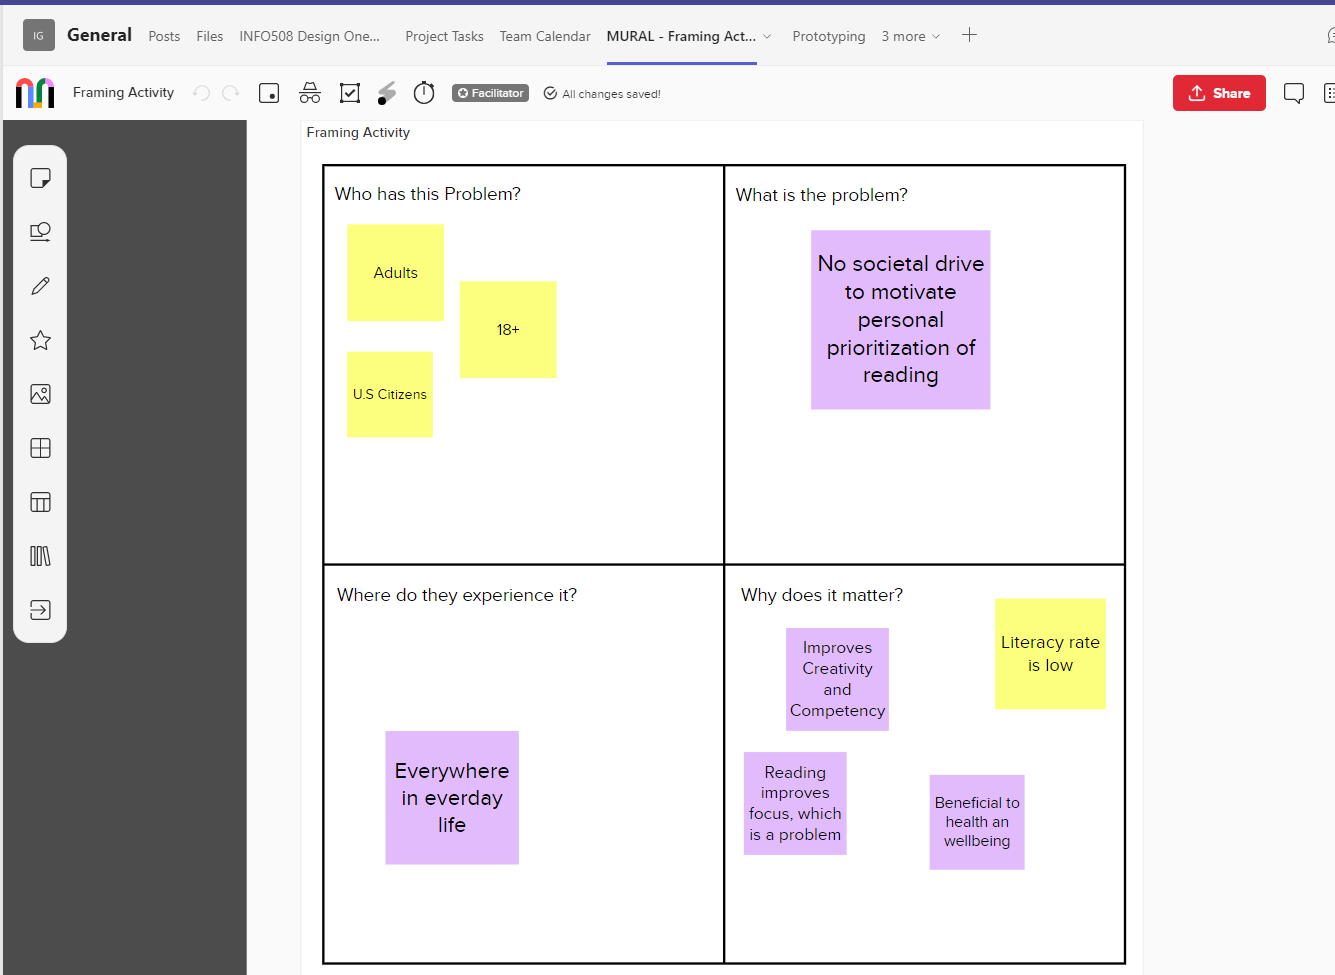 IG
General
Posts
Files
INFO508 Design One...
Project Tasks
Team Calendar
MURAL - Framing Act...
Prototyping
3 more
Framing Activity
Facilitator
All changes saved!
Share
Framing Activity
Who has this Problem?
Adults
18+
U.S Citizens
What is the problem?
No societal drive
to motivate
personal
prioritization of
reading
Where do they experience it?
Everywhere
in everday
life
Why does it matter?
Improves
Creativity
and
Competency
Literacy rate
is low
Reading
improves
focus, which
is a problem
Beneficial to
health an
wellbeing